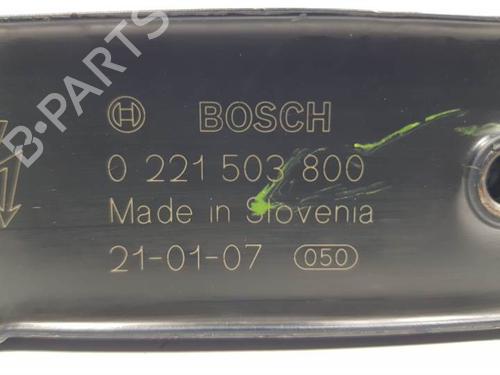 B-PARTS
BOSCH
0 221 503 800
Made in Slovenia
21-01-07 050